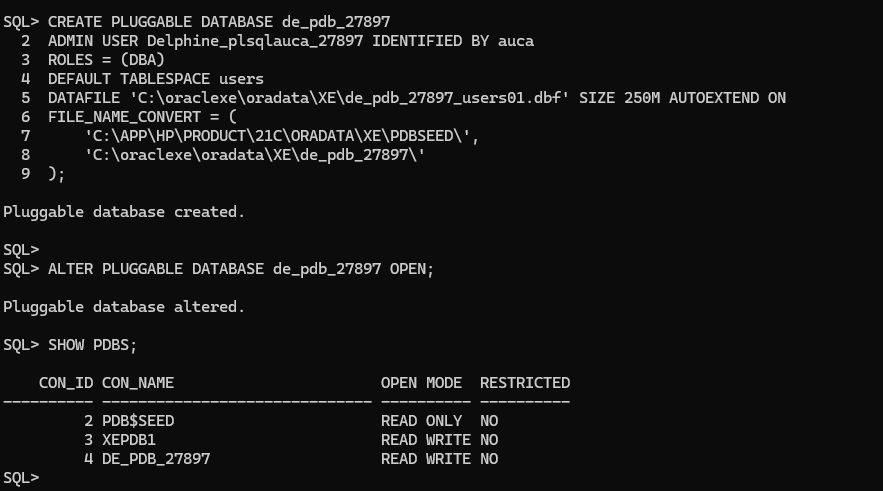 SQL> CREATE PLUGGABLE DATABASE de_pdb_27897
  2  ADMIN USER Delphine_plsqlauca_27897 IDENTIFIED BY auca
  3  ROLES = (DBA)
  4  DEFAULT TABLESPACE users
  5  DATAFILE 'C:\oraclexe\oradata\XE\de_pdb_27897_users01.dbf' SIZE 250M AUTOEXTEND ON
  6  FILE_NAME_CONVERT = (
  7      'C:\APP\HP\PRODUCT\21C\ORADATA\XE\PDBSEED\',
  8      'C:\oraclexe\oradata\XE\de_pdb_27897\'
  9  );
Pluggable database created.
SQL>
SQL> ALTER PLUGGABLE DATABASE de_pdb_27897 OPEN;
Pluggable database altered.
SQL> SHOW PDBS;
    CON_ID CON_NAME                       OPEN MODE  RESTRICTED
---------- ------------------------------ ---------- ----------
         2 PDB$SEED                       READ ONLY  NO
         3 XEPDB1                         READ WRITE NO
         4 DE_PDB_27897                   READ WRITE NO
SQL>